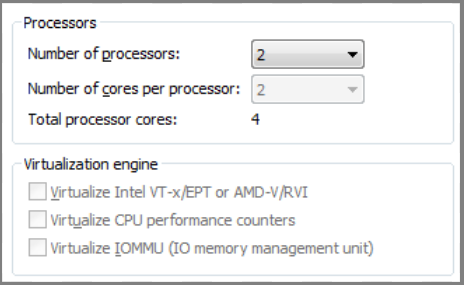 Processors
Number of processors:
2
Number of cores per processor:
2
Total processor cores:
4
Virtualization engine
Virtualize Intel VT-x/EPT or AMD-V/RVI
Virtualize CPU performance counters
Virtualize IOMMU (IO memory management unit)